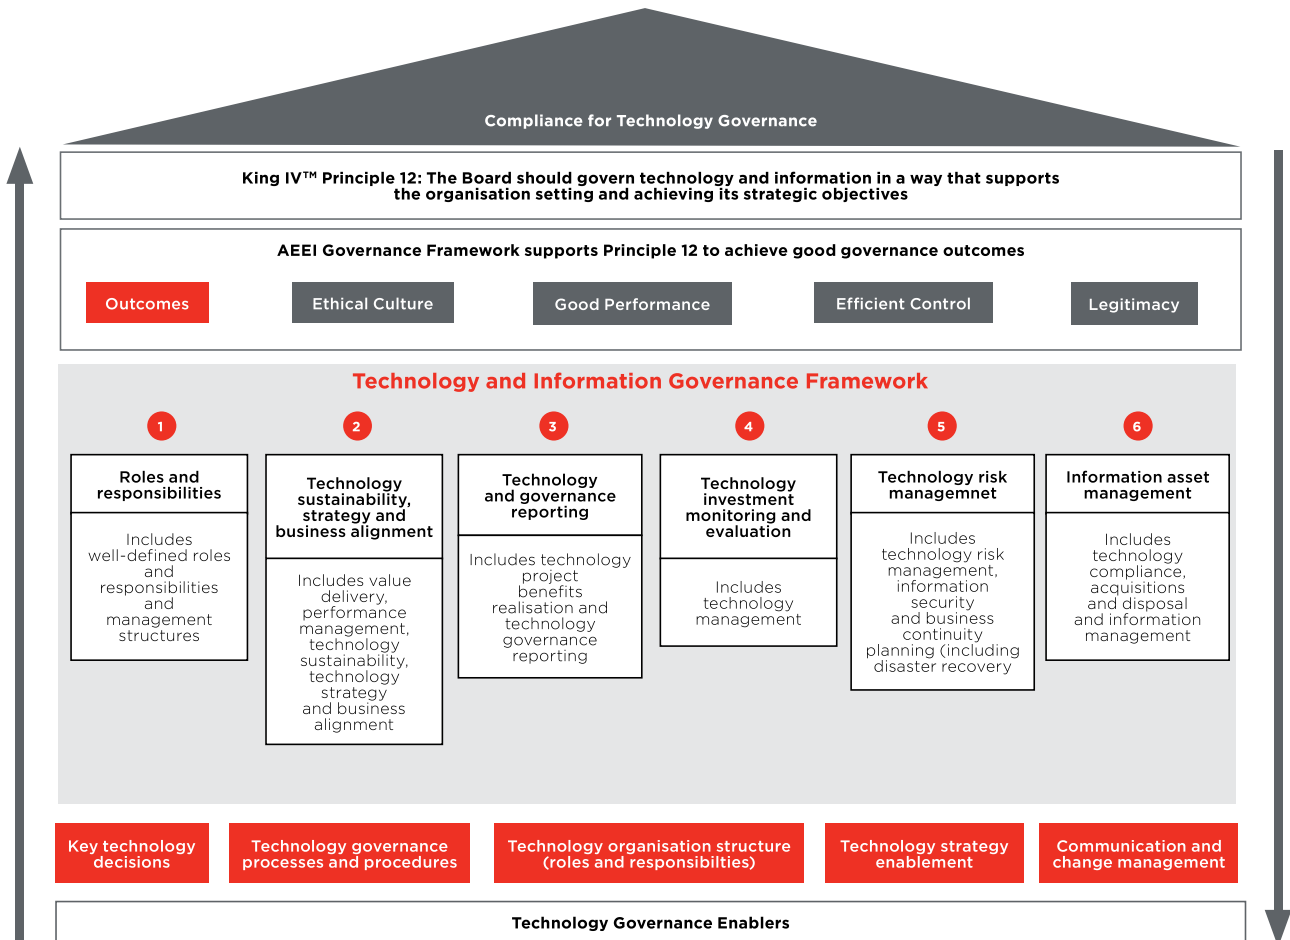 Compliance for Technology Governance
King IV™ Principle 12: The Board should govern technology and information in a way that supports
the organisation setting and achieving its strategic objectives
AEEI Governance Framework supports Principle 12 to achieve good governance outcomes
Outcomes
Ethical Culture
Good Performance
Efficient Control
Legitimacy
Technology and Information Governance Framework
1
Roles and
responsibilities
Includes
well-defined roles
and
responsibilities
and
management
structures
2
Technology
sustainability,
strategy and
business alignment
Includes value
delivery,
performance
management,
technology
sustainability,
technology
strategy
and business
alignment
3
Technology
and governance
reporting
Includes technology
project
benefits
realisation and
technology
governance
reporting
4
Technology
investment
monitoring and
evaluation
Includes
technology
management
5
Technology risk
managemnet
Includes
technology risk
management,
information
security
and business
continuity
planning (including
disaster recovery
6
Information asset
management
Includes
technology
compliance,
acquisitions
and disposal
and information
management
Key technology
decisions
Technology governance
processes and procedures
Technology organisation structure
(roles and responsibilties)
Technology strategy
enablement
Communication and
change management
Technology Governance Enablers